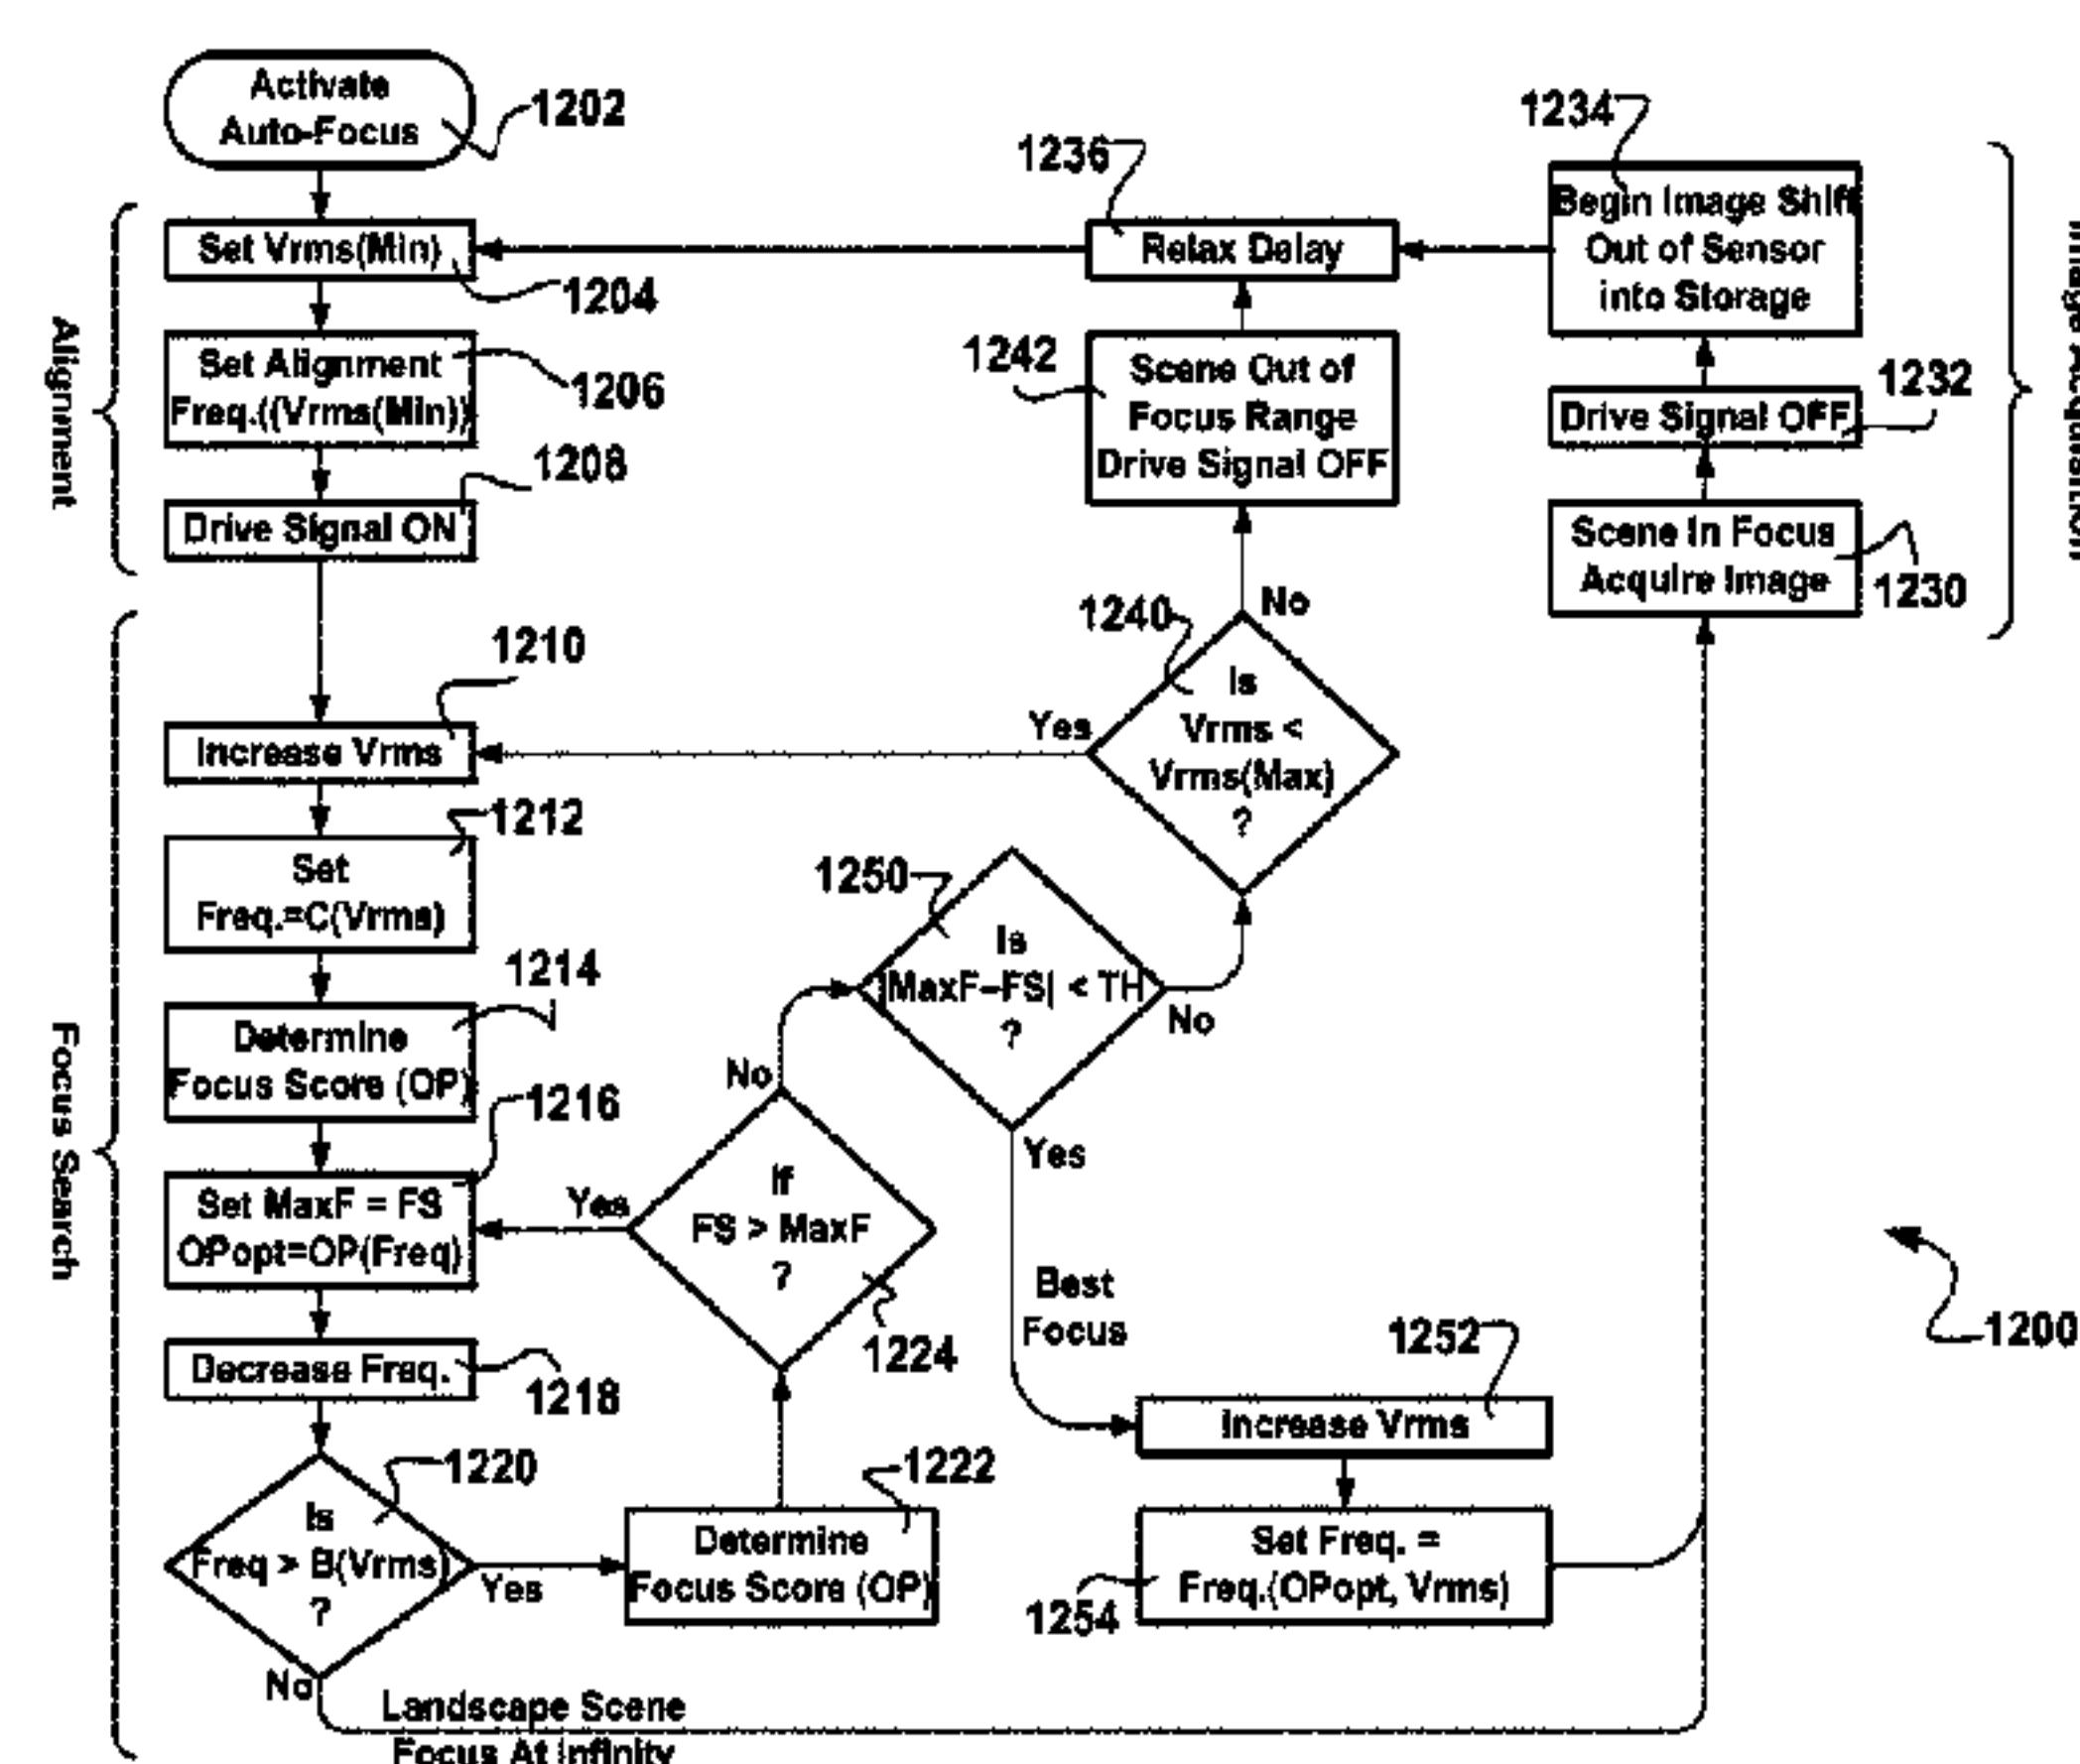 Activate
Auto-Focus
1202
Alignment
Set Vrms(Min)
1204
Set Alignment
Freq.((Vrms(Min))
1206
Drive Signal ON
1208
Focus Search
Increase Vrms
1210
Set
Freq.=C(Vrms)
1212
Determine
Focus Score (OP)
1214
Set MaxF = FS
OPopt=OP(Freq)
1216
Decrease Freq.
1218
Is
Freq > B(Vrms)
?
1220
Yes
No
Landscape Scene
Focus At Infinity
Determine
Focus Score (OP)
1222
If
FS > MaxF
?
1224
Yes
No
Is
|MaxF–FS| < TH
?
1250
No
Yes
Best
Focus
Increase Vrms
1252
Set Freq. =
Freq.(OPopt, Vrms)
1254
Is
Vrms <
Vrms(Max)
?
1240
Yes
No
Scene Out of
Focus Range
Drive Signal OFF
1242
Relax Delay
1236
Image Acquisition
Begin Image Shift
Out of Sensor
into Storage
1234
Drive Signal OFF
1232
Scene In Focus
Acquire Image
1230
1200